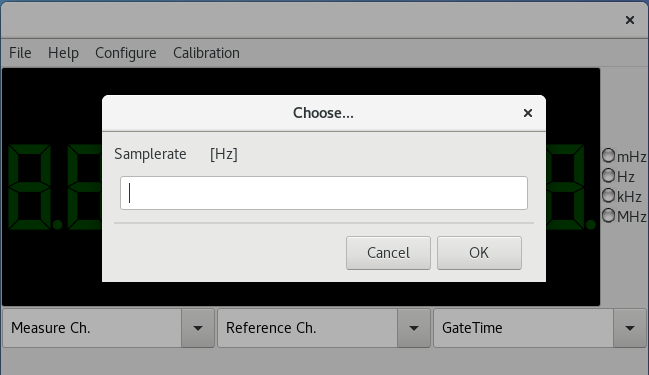 File Help Configure Calibration
Choose...
Samplerate [Hz]
Cancel OK
mHz
Hz
kHz
MHz
Measure Ch. Reference Ch. GateTime